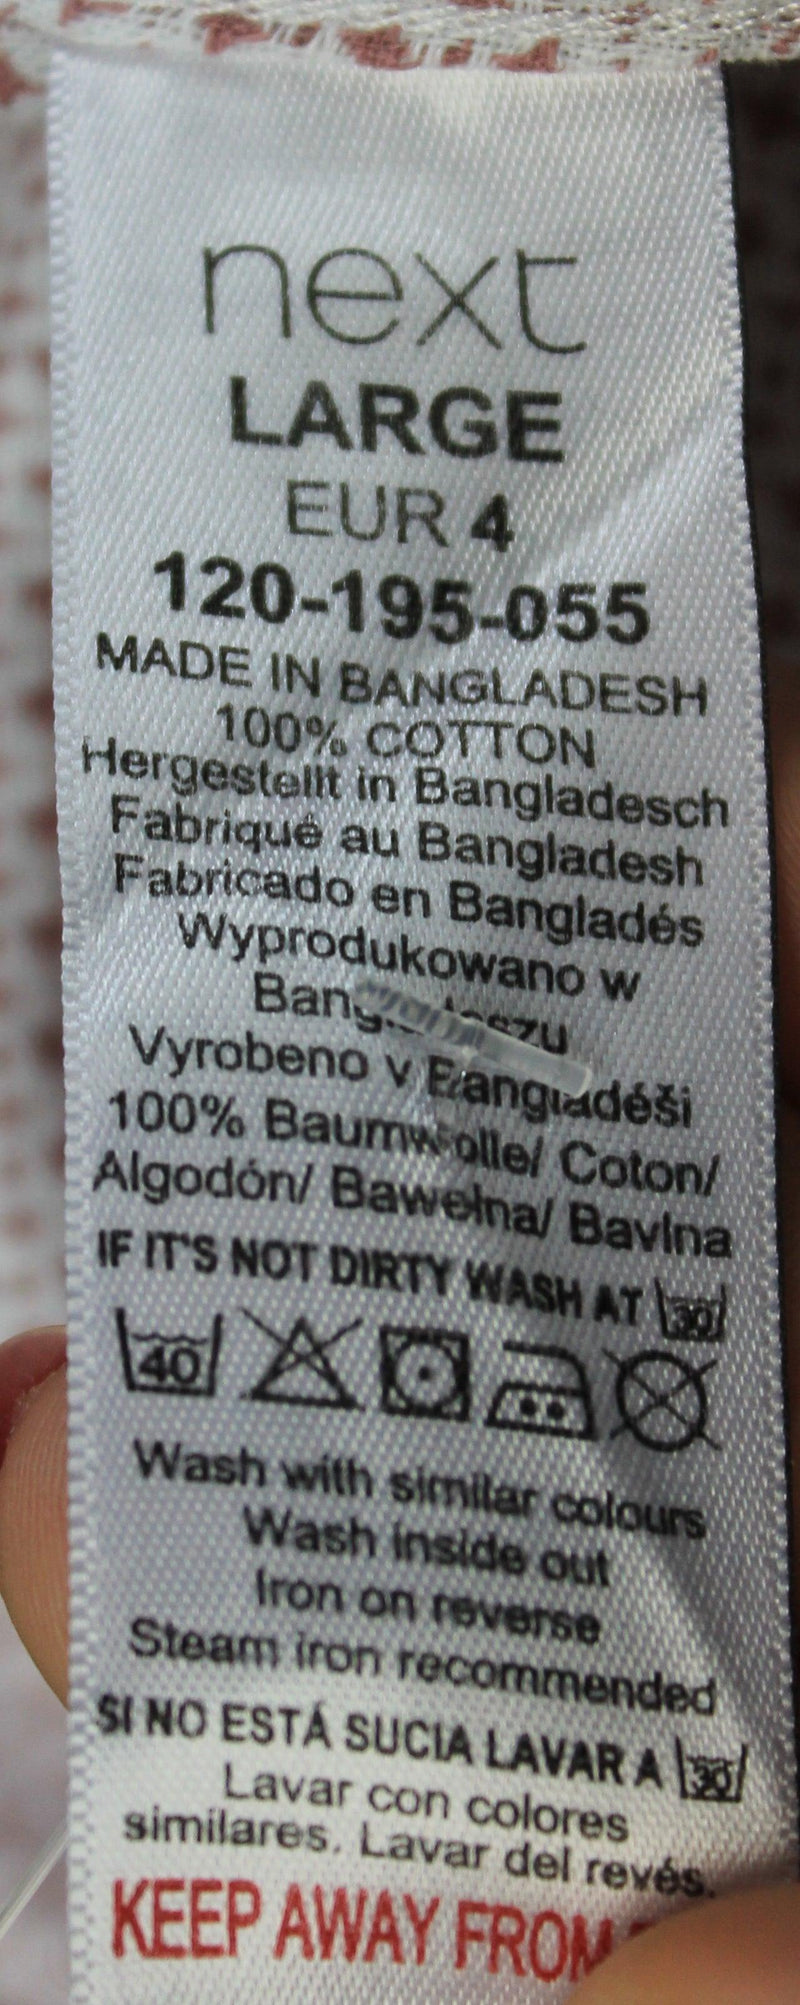 next
LARGE
EUR 4
120-195-055
MADE IN BANGLADESH
100% COTTON
Hergestellt in Bangladesch
Fabriqué au Bangladesh
Fabricado en Bangladés
Wyprodukowano w
Vyrobeno v Bangladéši
100% Baumwolle/ Coton/
Algodón/ Bawełna/ Bavlna
IF IT'S NOT DIRTY WASH AT 30
40
Wash with similar colours
Wash inside out
Iron on reverse
Steam iron recommended
SI NO ESTÁ SUCIA LAVAR A 30
Lavar con colores
similares. Lavar del revés.
KEEP AWAY FROM